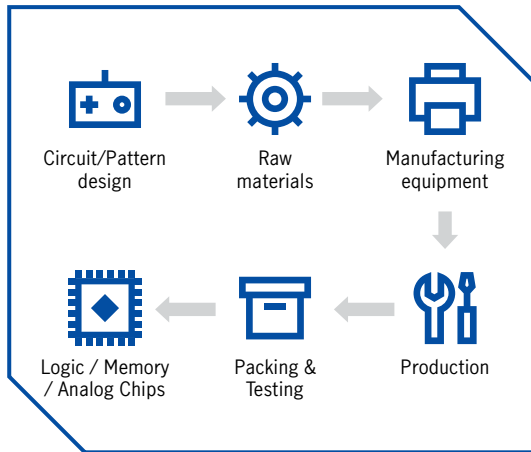 Circuit/Pattern
design
Raw
materials
Manufacturing
equipment
Logic / Memory
/ Analog Chips
Packing &
Testing
Production